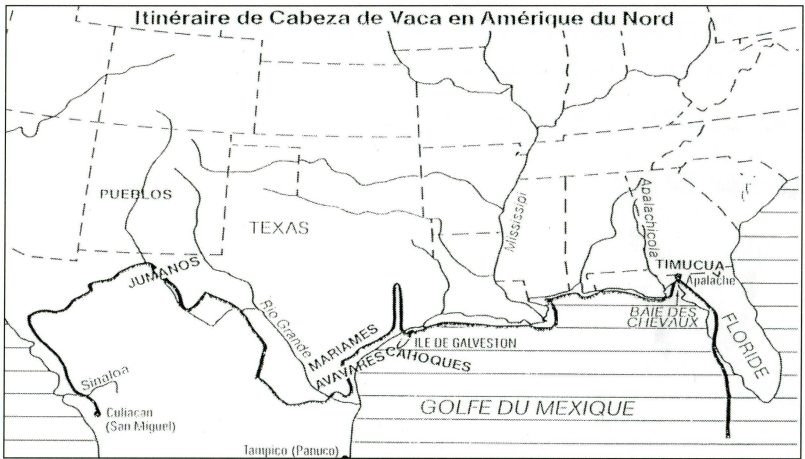 Itinéraire de Cabeza de Vaca en Amérique du Nord
PUEBLOS
TEXAS
Mississipi
Apalachicola
TIMUCUA
Apalache
JUMANOS
BAIE DES
CHEVAUX
FLORIDE
Rio Grande
MARIAMES
ILE DE GALVESTON
AVAVARES
CAHOQUES
Sinaloa
Culiacan
(San Miguel)
GOLFE DU MEXIQUE
Tampico (Panuco)